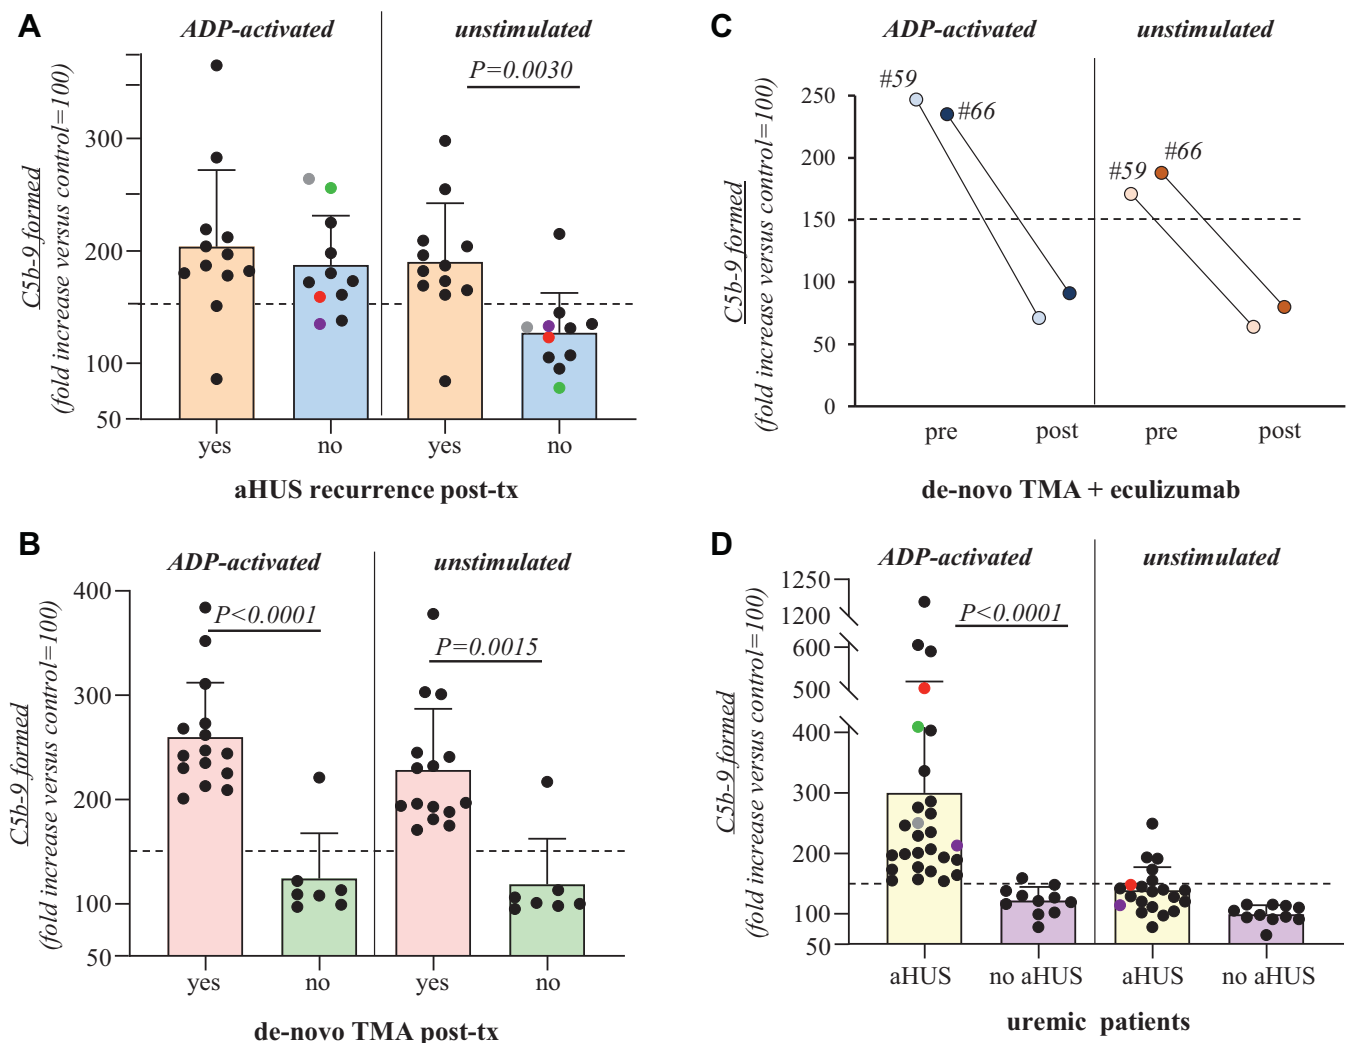 A
ADP-activated
unstimulated
C5b-9 formed
(fold increase versus control=100)
P=0.0030
300
200
100
50
yes
no
yes
no
aHUS recurrence post-tx
B
ADP-activated
unstimulated
C5b-9 formed
(fold increase versus control=100)
P<0.0001
P=0.0015
400
300
200
100
50
yes
no
yes
no
de-novo TMA post-tx
C
ADP-activated
unstimulated
C5b-9 formed
(fold increase versus control=100)
#59
#66
#59
#66
250
200
150
100
50
0
pre
post
pre
post
de-novo TMA + eculizumab
D
ADP-activated
unstimulated
C5b-9 formed
(fold increase versus control=100)
P<0.0001
1250
1200
600
500
400
300
200
100
50
aHUS
no aHUS
aHUS
no aHUS
uremic patients